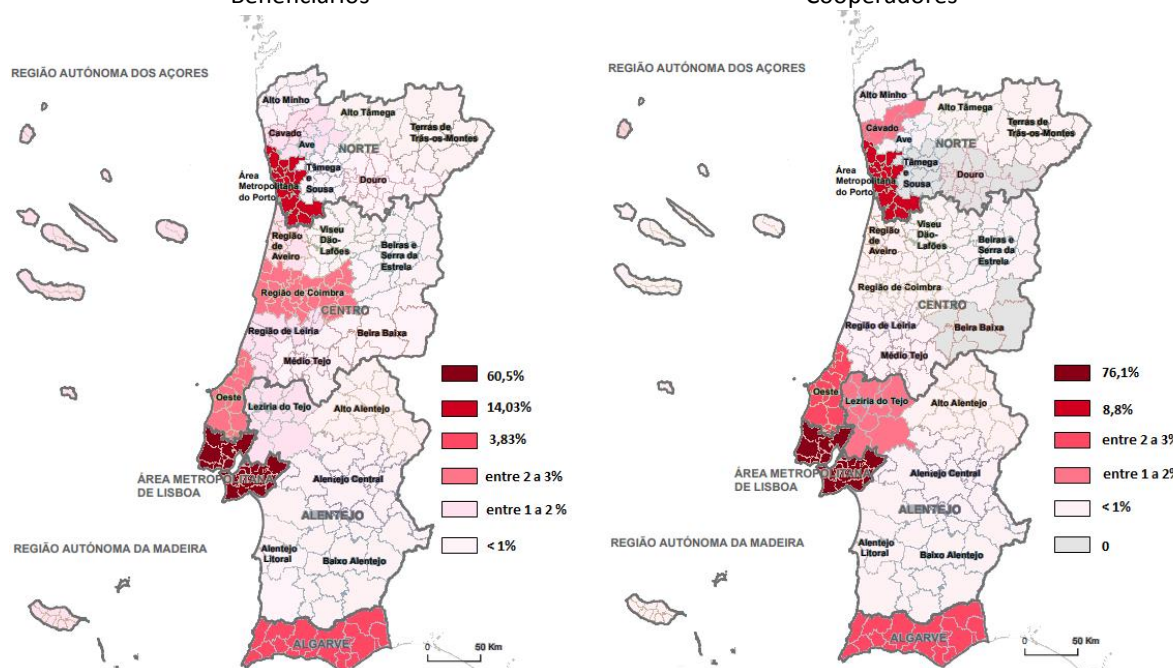 Beneficiários
REGIÃO AUTÓNOMA DOS AÇORES
Alto Minho
Alto Tâmega
Cavado
Ave
Terras de
Trás-os-Montes
NORTE
Tâmega
e
Sousa
Douro
Área
Metropolitana
do Porto
Região
de
Aveiro
Viseu
Dão-
Lafões
Beiras e
Serra da
Estrela
Região de Coimbra
CENTRO
Região de Leiria
Beira Baixa
Médio Tejo
Oeste
Lezíria do Tejo
Alto Alentejo
ÁREA METROPOLITANA
DE LISBOA
Alentejo Central
ALENTEJO
REGIÃO AUTÓNOMA DA MADEIRA
Alentejo
Litoral
Baixo Alentejo
ALGARVE
60,5%
14,03%
3,83%
entre 2 a 3%
entre 1 a 2 %
< 1%
0 50 Km
Cooperadores
REGIÃO AUTÓNOMA DOS AÇORES
Alto Minho
Alto Tâmega
Cavado
Ave
Terras de
Trás-os-Montes
NORTE
Tâmega
e
Sousa
Douro
Área
Metropolitana
do Porto
Região
de
Aveiro
Viseu
Dão-
Lafões
Beiras e
Serra da
Estrela
Região de Coimbra
CENTRO
Região de Leiria
Beira Baixa
Médio Tejo
Oeste
Lezíria do Tejo
Alto Alentejo
ÁREA METROPOLITANA
DE LISBOA
Alentejo Central
ALENTEJO
REGIÃO AUTÓNOMA DA MADEIRA
Alentejo
Litoral
Baixo Alentejo
ALGARVE
76,1%
8,8%
entre 2 a 3%
entre 1 a 2%
< 1%
0
0 50 Km